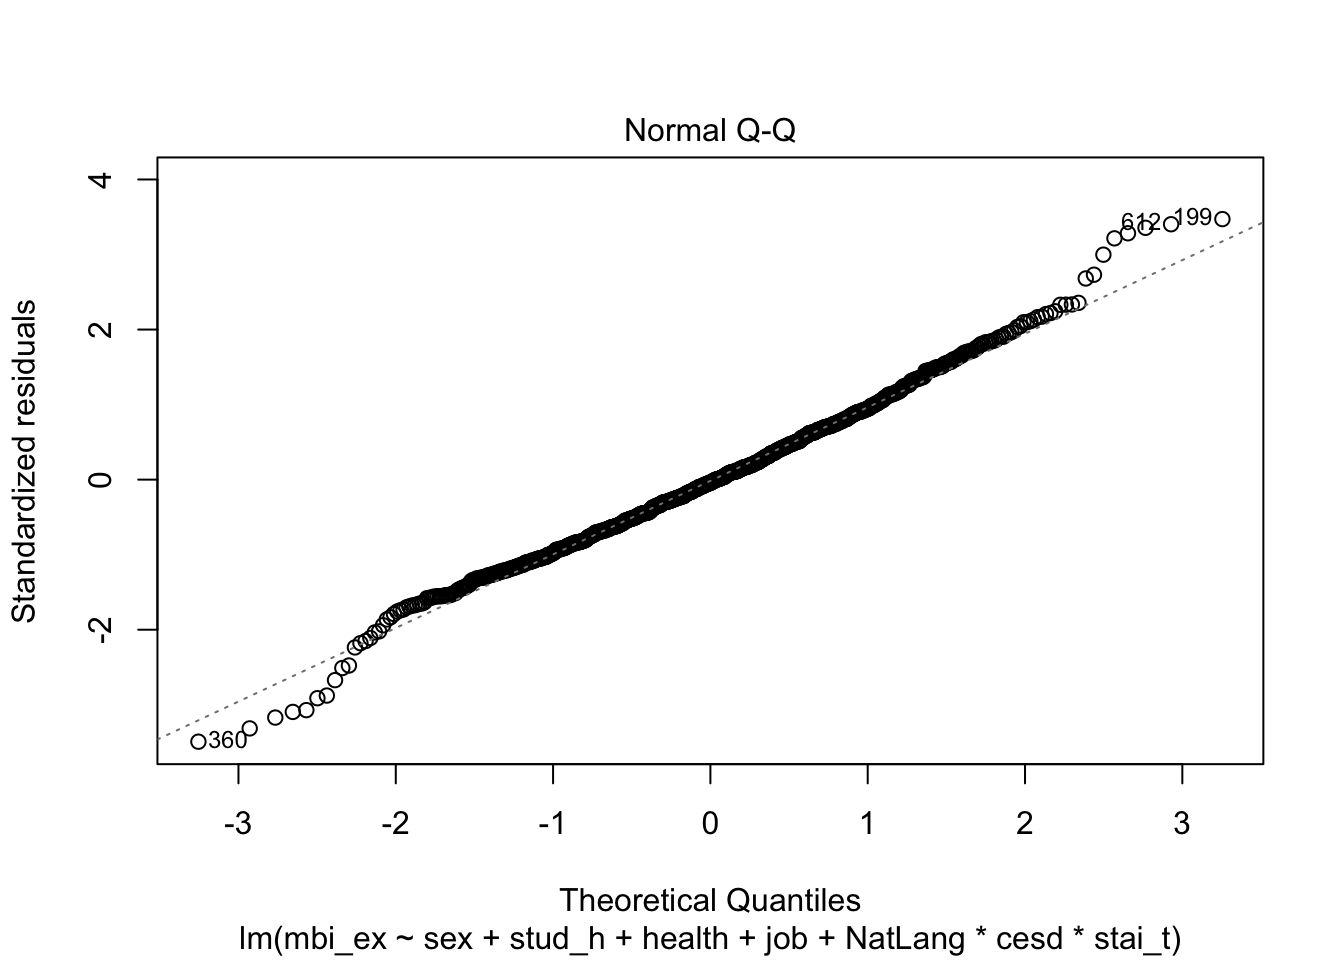 Normal Q-Q
4
2
0
-2
Standardized residuals
612
199
360
-3 -2 -1 0 1 2 3
Theoretical Quantiles
lm(mbi_ex ~ sex + stud_h + health + job + NatLang * cesd * stai_t)